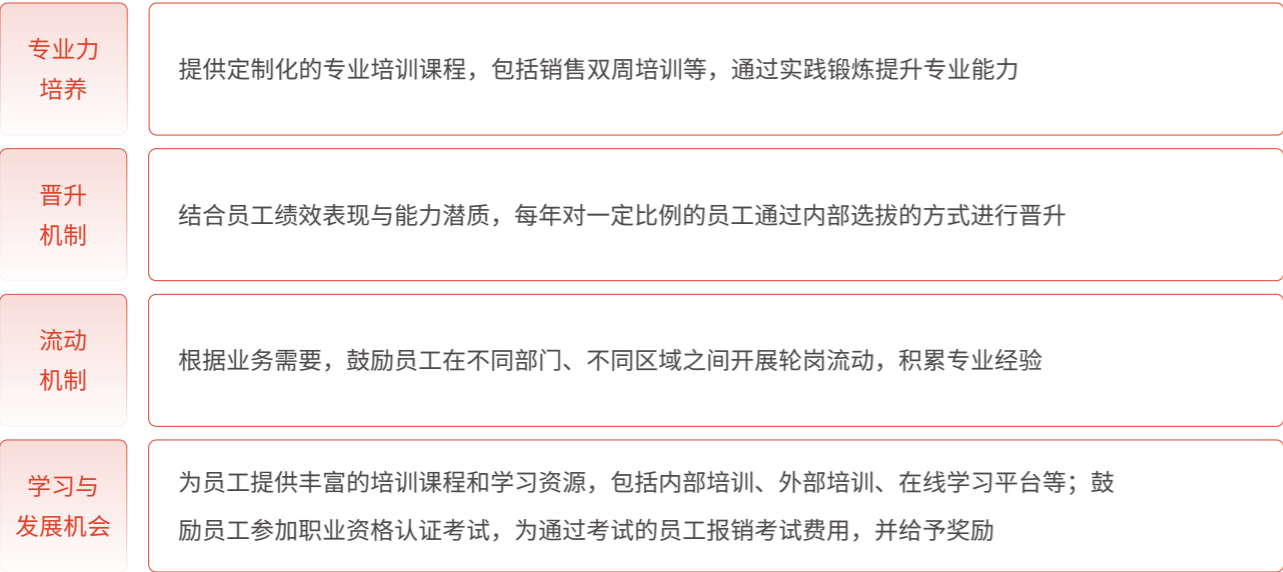 专业力
培养
提供定制化的专业培训课程，包括销售双周培训等，通过实践锻炼提升专业能力
晋升
机制
结合员工绩效表现与能力潜质，每年对一定比例的员工通过内部选拔的方式进行晋升
流动
机制
根据业务需要，鼓励员工在不同部门、不同区域之间开展轮岗流动，积累专业经验
学习与
发展机会
为员工提供丰富的培训课程和学习资源，包括内部培训、外部培训、在线学习平台等；鼓
励员工参加职业资格认证考试，为通过考试的员工报销考试费用，并给予奖励